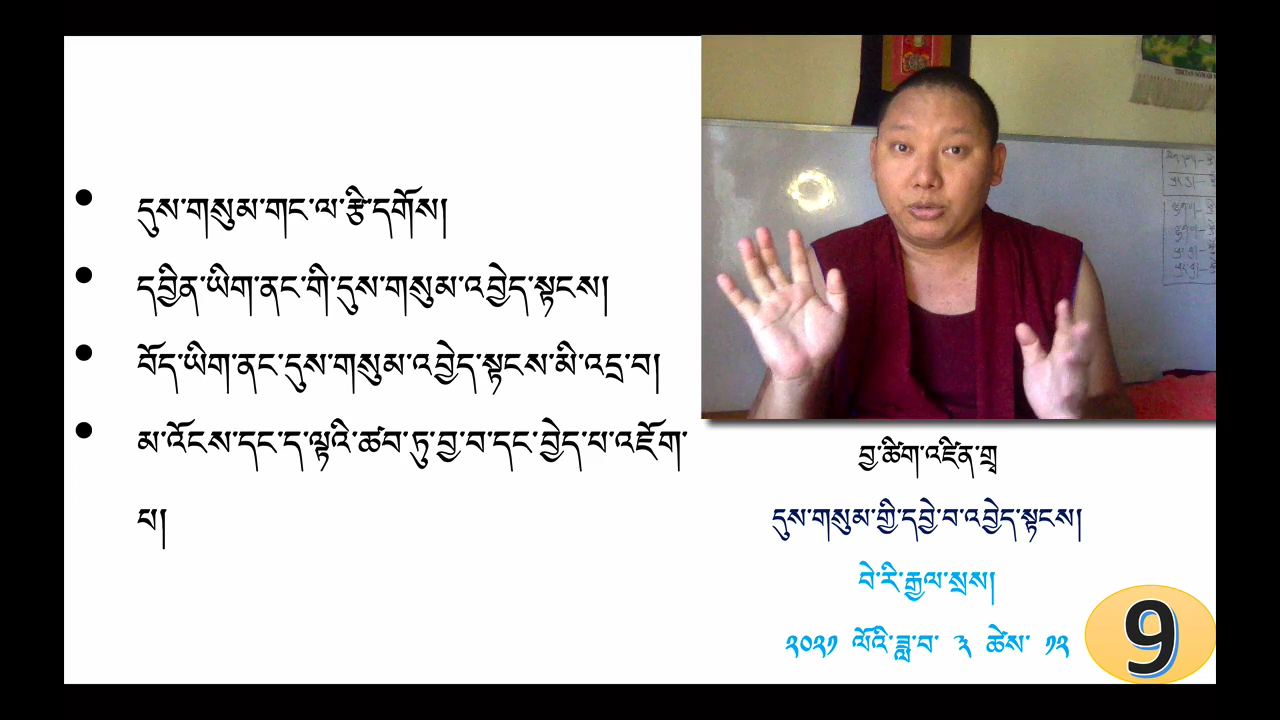 དུས་གསུམ་གང་ལ་རྩི་དགོས།
དབྱིན་ཡིག་ནང་གི་དུས་གསུམ་འབྱེད་སྟངས།
བོད་ཡིག་ནང་དུས་གསུམ་འབྱེད་སྟངས་མི་འདྲ་བ།
མ་འོངས་དང་ད་ལྟའི་ཚབ་ཏུ་བྱ་བ་དང་བྱེད་པ་འཇོག་
པ།
བྱ་ཚིག་འཛིན་གྲྭ
དུས་གསུམ་གྱི་དབྱེ་བ་འབྱེད་སྟངས།
བེ་རི་རྒྱལ་སྲས།
༢༠༢༡ ལོའི་ཟླ་བ་ ༣ ཚེས་ ༡༢
9